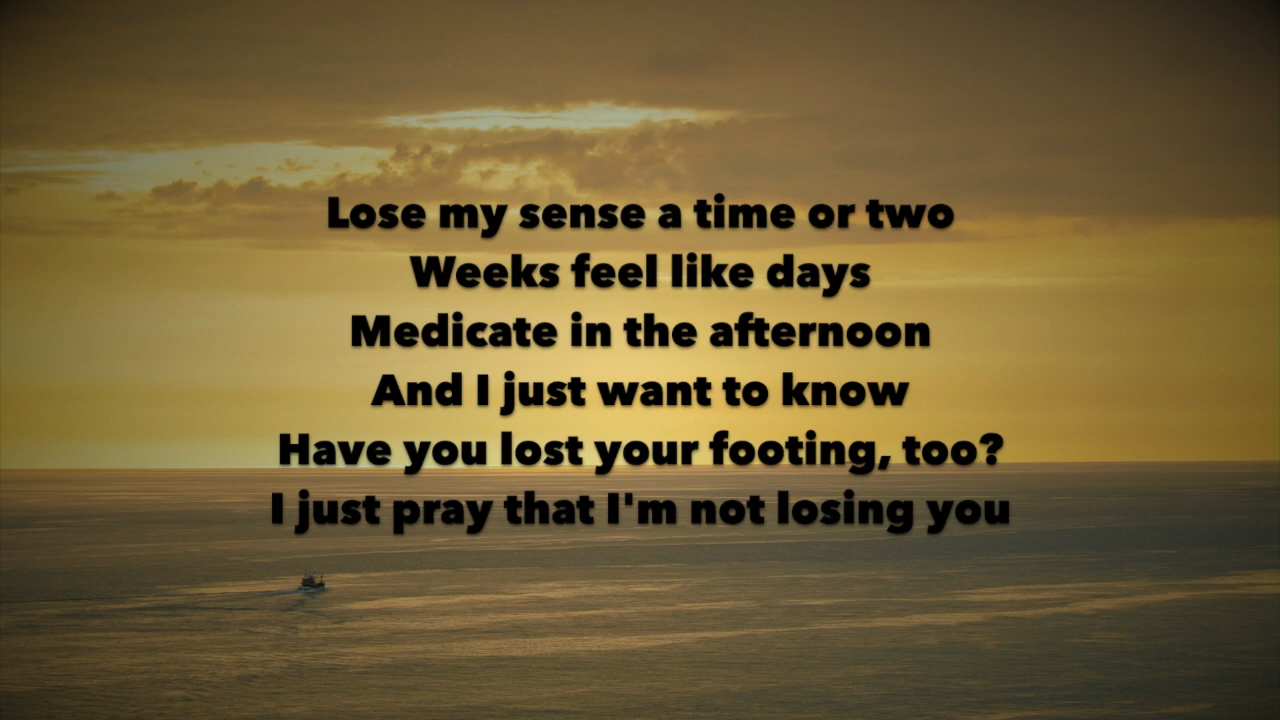 Lose my sense a time or two
Weeks feel like days
Medicate in the afternoon
And I just want to know
Have you lost your footing, too?
I just pray that I'm not losing you